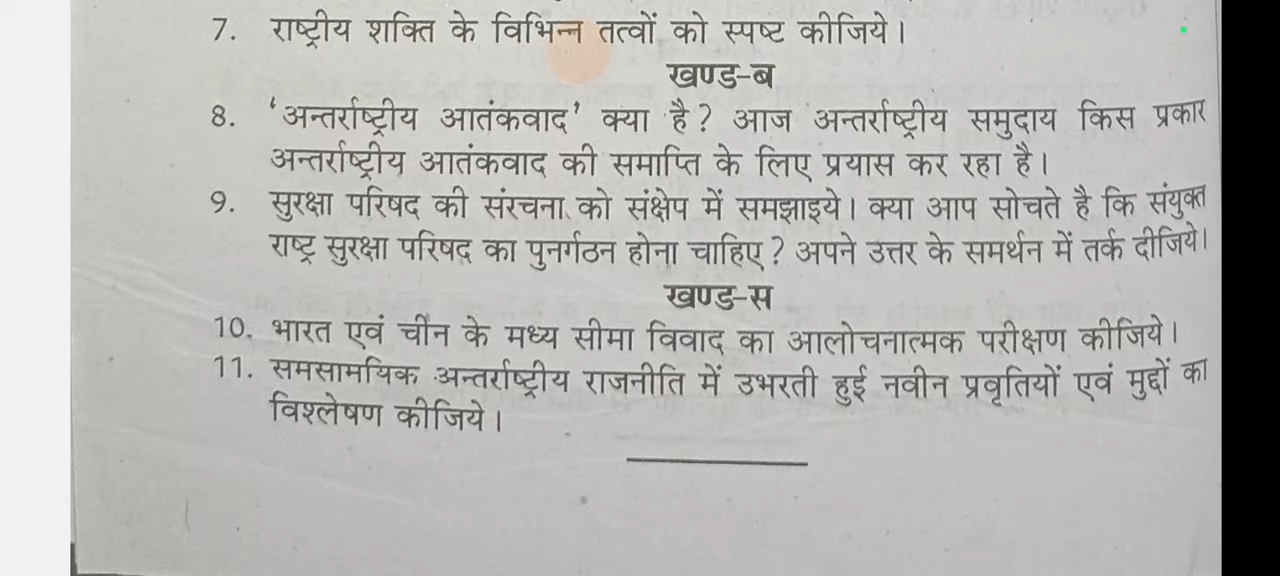 7. राष्ट्रीय शक्ति के विभिन्न तत्वों को स्पष्ट कीजिये।
खण्ड-ब
8. 'अन्तर्राष्ट्रीय आतंकवाद' क्या है? आज अन्तर्राष्ट्रीय समुदाय किस प्रकार
अन्तर्राष्ट्रीय आतंकवाद की समाप्ति के लिए प्रयास कर रहा है।
9. सुरक्षा परिषद की संरचना को संक्षेप में समझाइये। क्या आप सोचते है कि संयुक्त
राष्ट्र सुरक्षा परिषद का पुनर्गठन होना चाहिए? अपने उत्तर के समर्थन में तर्क दीजिये।
खण्ड-स
10. भारत एवं चीन के मध्य सीमा विवाद का आलोचनात्मक परीक्षण कीजिये।
11. समसामयिक अन्तर्राष्ट्रीय राजनीति में उभरती हुई नवीन प्रवृतियों एवं मुद्दों का
विश्लेषण कीजिये।